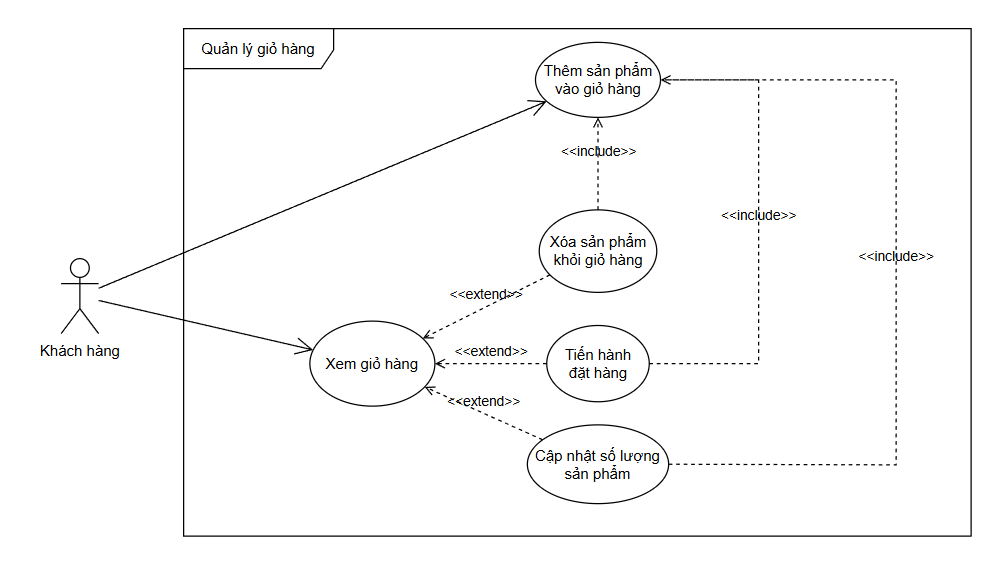 Quản lý giỏ hàng
Thêm sản phẩm
vào giỏ hàng
<<include>>
<<include>>
Xóa sản phẩm
khỏi giỏ hàng
<<include>>
<<extend>>
Khách hàng
Xem giỏ hàng
<<extend>>
Tiến hành
đặt hàng
<<extend>>
Cập nhật số lượng
sản phẩm